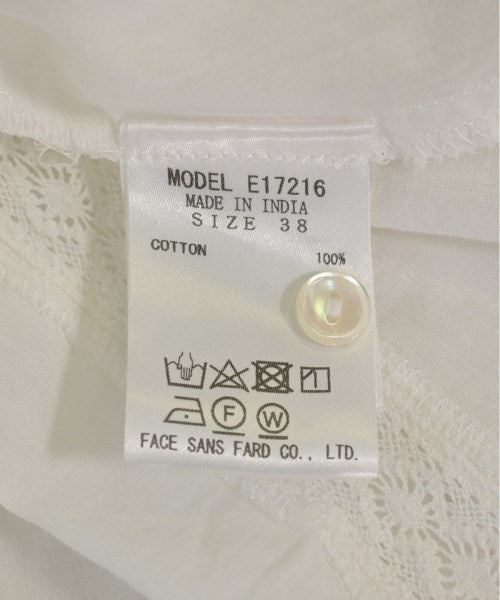 MODEL E17216
MADE IN INDIA
SIZE 38
COTTON 100%
F W
FACE SANS FARD CO., LTD.